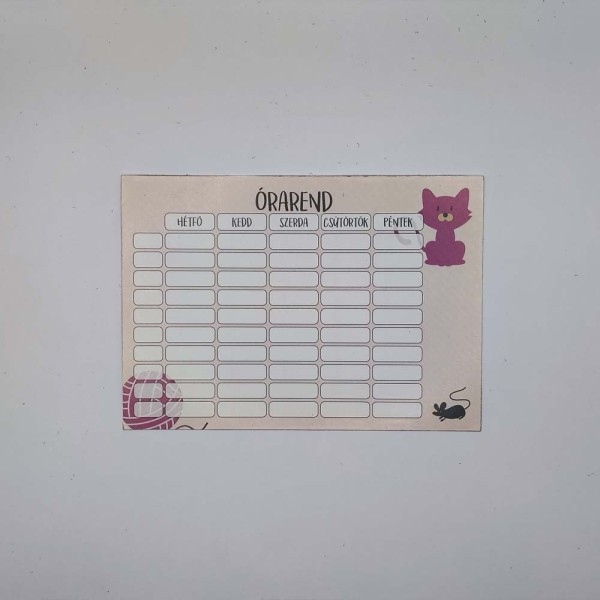 ÓRAREND
HÉTFŐ KEDD SZERDA CSÜTÖRTÖK PÉNTEK